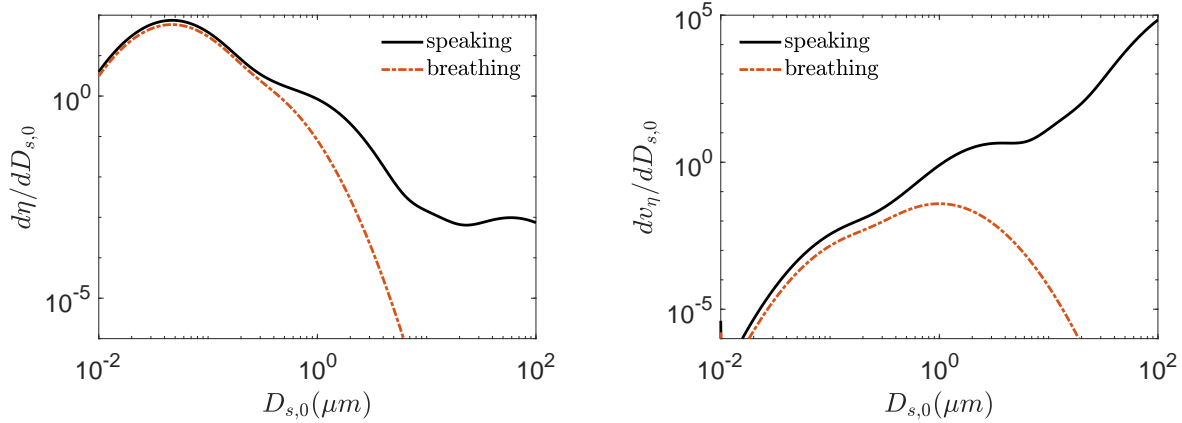 speaking
breathing
10^0
10^-5
dη/dD_{s,0}
10^-2
10^0
10^2
D_{s,0}(μm)
10^5
speaking
breathing
10^0
10^-5
dv_η/dD_{s,0}
10^-2
10^0
10^2
D_{s,0}(μm)